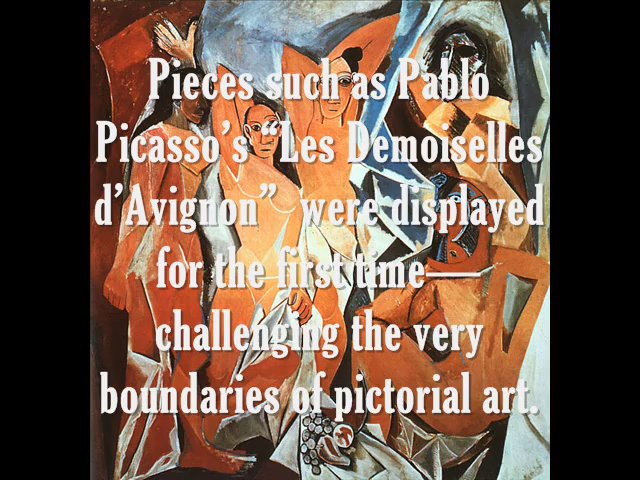 Pieces such as Pablo
Picasso’s “Les Demoiselles
d’Avignon”  were displayed
for the first time—
challenging the very
boundaries of pictorial art.